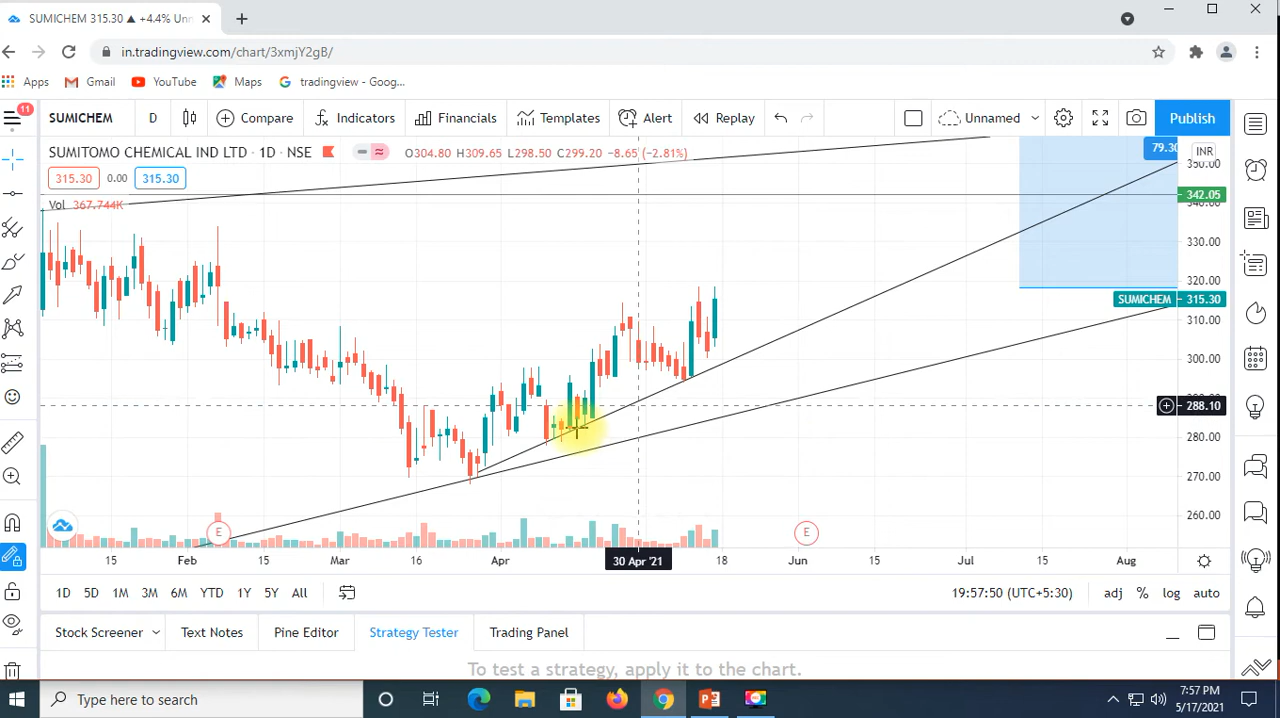 SUMICHEM 315.30 ▲ +4.4% Unn
in.tradingview.com/chart/3xmjY2gB/
Apps Gmail YouTube Maps tradingview - Goog...
11
SUMICHEM D Compare Indicators Financials Templates Alert Replay Unnamed Publish
SUMITOMO CHEMICAL IND LTD · 1D · NSE O304.80 H309.65 L298.50 C299.20 −8.65 (−2.81%)
79.30
INR
315.30 0.00 315.30
350.00
342.05
Vol 367.744K
340.00
330.00
320.00
SUMICHEM 315.30
310.00
300.00
290.00
288.10
280.00
270.00
260.00
E E
15 Feb 15 Mar 16 Apr 30 Apr '21 18 Jun 15 Jul 15 Aug
1D 5D 1M 3M 6M YTD 1Y 5Y All 19:57:50 (UTC+5:30) adj % log auto
Stock Screener Text Notes Pine Editor Strategy Tester Trading Panel
To test a strategy, apply it to the chart.
Type here to search
7:57 PM
5/17/2021